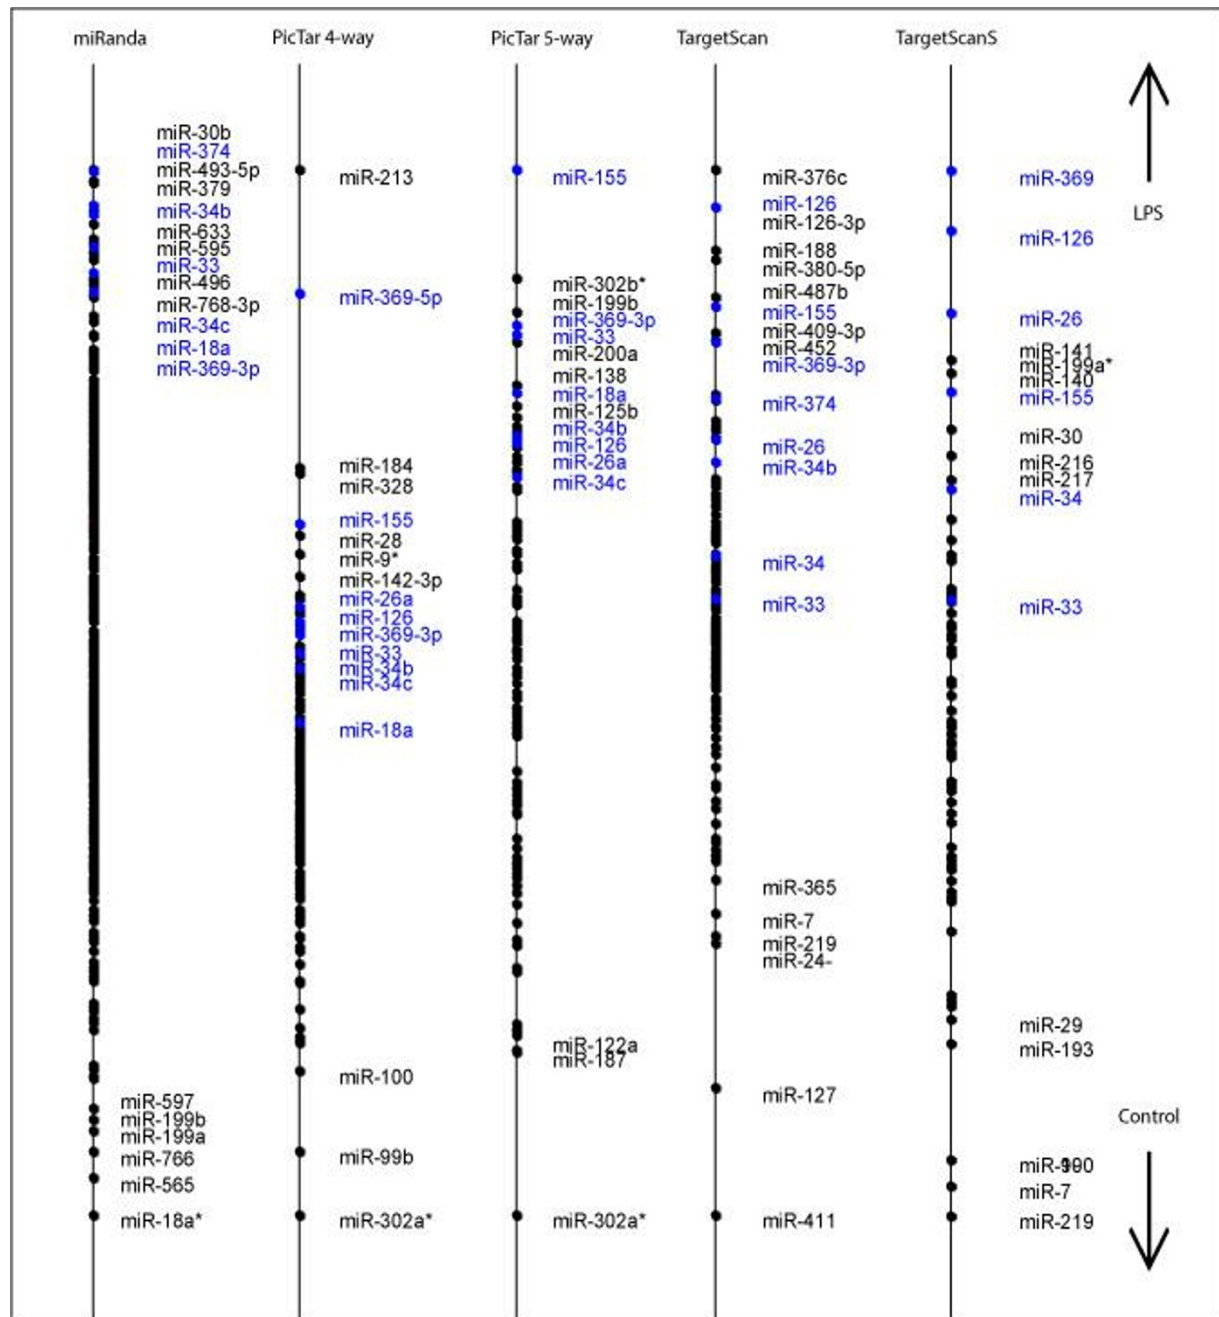 miRanda
PicTar 4-way
PicTar 5-way
TargetScan
TargetScanS
miR-30b
miR-374
miR-493-5p
miR-379
miR-34b
miR-633
miR-595
miR-33
miR-496
miR-768-3p
miR-34c
miR-18a
miR-369-3p
miR-597
miR-199b
miR-199a
miR-766
miR-565
miR-18a*
miR-213
miR-369-5p
miR-184
miR-328
miR-155
miR-28
miR-9*
miR-142-3p
miR-26a
miR-126
miR-369-3p
miR-33
miR-34b
miR-34c
miR-18a
miR-100
miR-99b
miR-302a*
miR-155
miR-302b*
miR-199b
miR-369-3p
miR-33
miR-200a
miR-138
miR-18a
miR-125b
miR-34b
miR-126
miR-26a
miR-34c
miR-122a
miR-187
miR-302a*
miR-376c
miR-126
miR-126-3p
miR-188
miR-380-5p
miR-487b
miR-155
miR-409-3p
miR-452
miR-369-3p
miR-374
miR-26
miR-34b
miR-34
miR-33
miR-365
miR-7
miR-219
miR-24-
miR-127
miR-411
miR-369
miR-126
miR-26
miR-141
miR-199a*
miR-140
miR-155
miR-30
miR-216
miR-217
miR-34
miR-33
miR-29
miR-193
miR-7
miR-219
LPS
Control